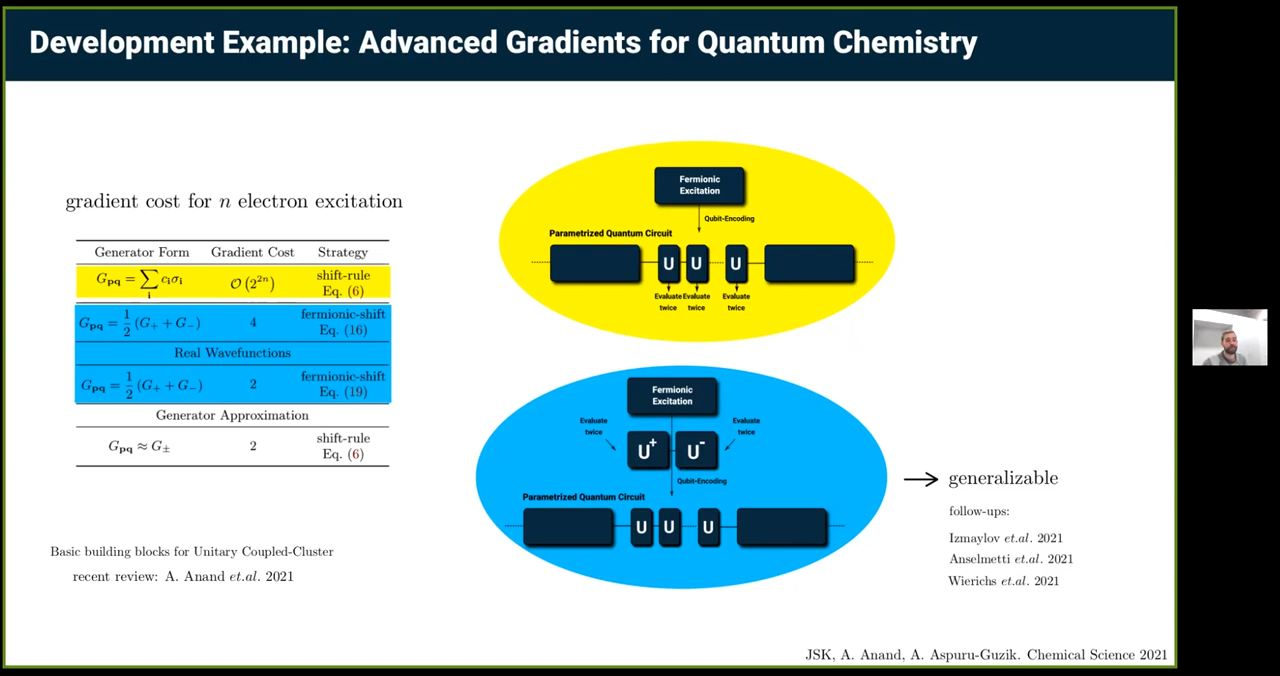 Development Example: Advanced Gradients for Quantum Chemistry
gradient cost for n electron excitation
Generator Form Gradient Cost Strategy
G_pq = ∑_i c_i σ_i O(2^{2n}) shift-rule Eq. (6)
G_pq = 1/2 (G_+ + G_−) 4 fermionic-shift Eq. (16)
Real Wavefunctions
G_pq = 1/2 (G_+ + G_−) 2 fermionic-shift Eq. (19)
Generator Approximation
G_pq ≈ G_± 2 shift-rule Eq. (6)
Basic building blocks for Unitary Coupled-Cluster
recent review: A. Anand et.al. 2021
Fermionic
Excitation
Qubit-Encoding
Parametrized Quantum Circuit
U U U
Evaluate Evaluate Evaluate
twice twice twice
Fermionic
Excitation
Evaluate Evaluate
twice twice
U+ U-
Qubit-Encoding
Parametrized Quantum Circuit
U U U
generalizable
follow-ups:
Izmaylov et.al. 2021
Anselmetti et.al. 2021
Wierichs et.al. 2021
JSK, A. Anand, A. Aspuru-Guzik. Chemical Science 2021